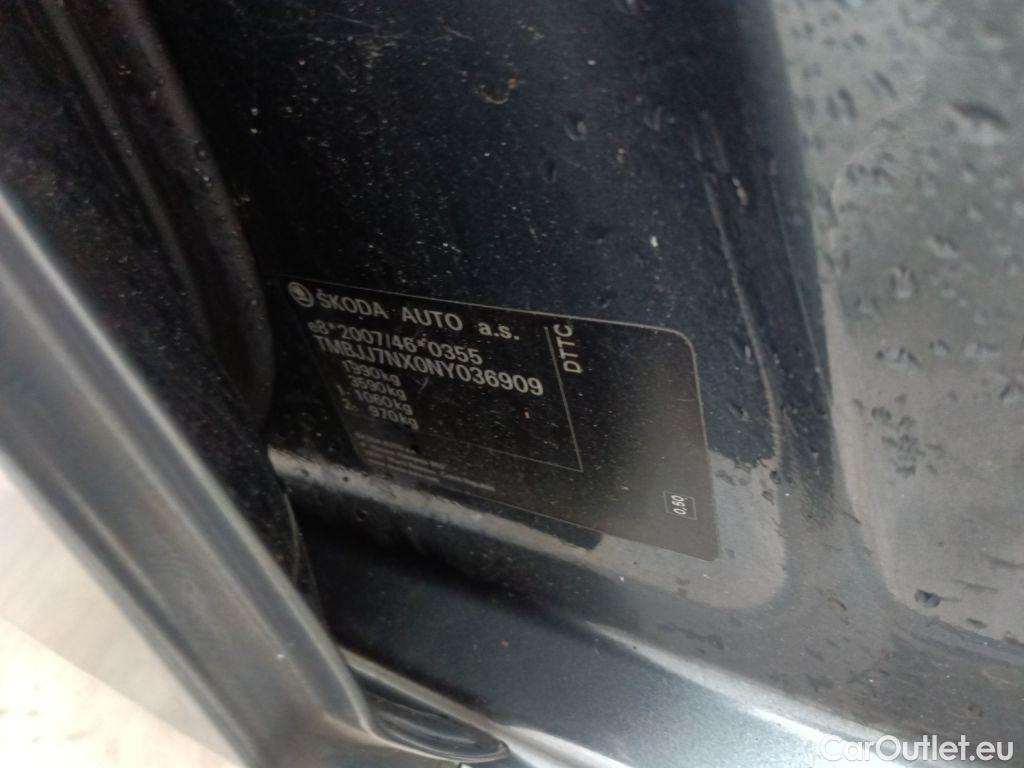 ŠKODA AUTO a.s.
e8*2007/46*0355
TMBJJ7NX0NY036909
1990kg
3590kg
1. 1060kg
2. 970kg
DTTC
0.50
CarOutlet.eu